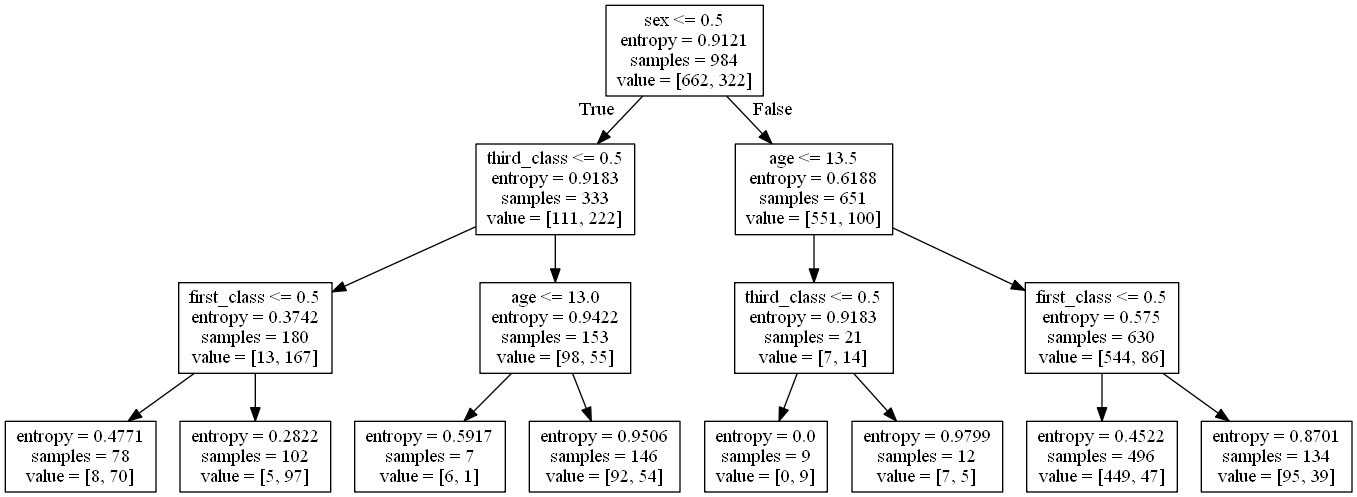 sex <= 0.5
entropy = 0.9121
samples = 984
value = [662, 322]
True
False
third_class <= 0.5
entropy = 0.9183
samples = 333
value = [111, 222]
age <= 13.5
entropy = 0.6188
samples = 651
value = [551, 100]
first_class <= 0.5
entropy = 0.3742
samples = 180
value = [13, 167]
age <= 13.0
entropy = 0.9422
samples = 153
value = [98, 55]
third_class <= 0.5
entropy = 0.9183
samples = 21
value = [7, 14]
first_class <= 0.5
entropy = 0.575
samples = 630
value = [544, 86]
entropy = 0.4771
samples = 78
value = [8, 70]
entropy = 0.2822
samples = 102
value = [5, 97]
entropy = 0.5917
samples = 7
value = [6, 1]
entropy = 0.9506
samples = 146
value = [92, 54]
entropy = 0.0
samples = 9
value = [0, 9]
entropy = 0.9799
samples = 12
value = [7, 5]
entropy = 0.4522
samples = 496
value = [449, 47]
entropy = 0.8701
samples = 134
value = [95, 39]